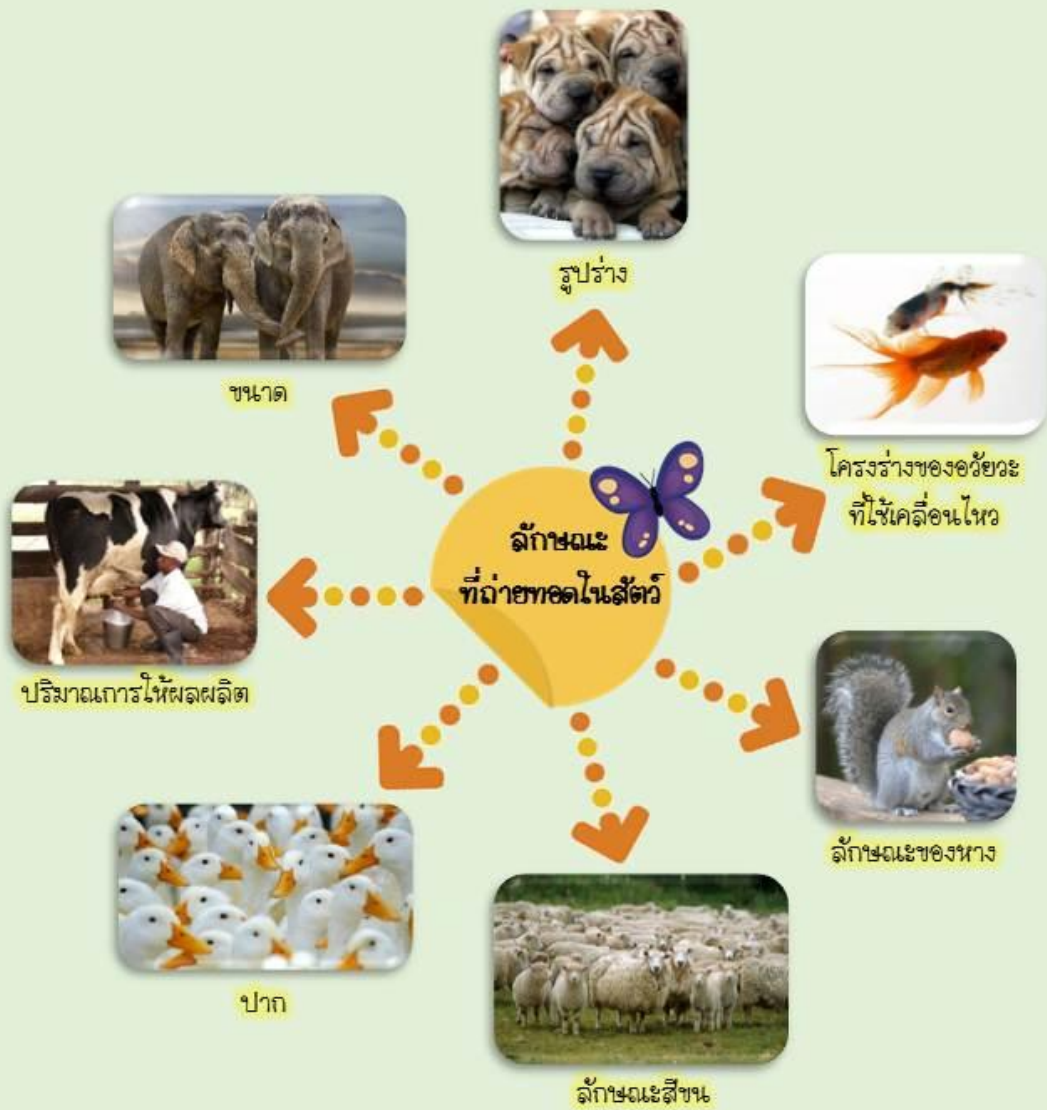 รูปร่าง
ขนาด
โครงร่างของอวัยวะ
ที่ใช้เคลื่อนไหว
ลักษณะ
ที่ถ่ายทอดในสัตว์
ปริมาณการให้ผลผลิต
ลักษณะของหาง
ปาก
ลักษณะสีขน